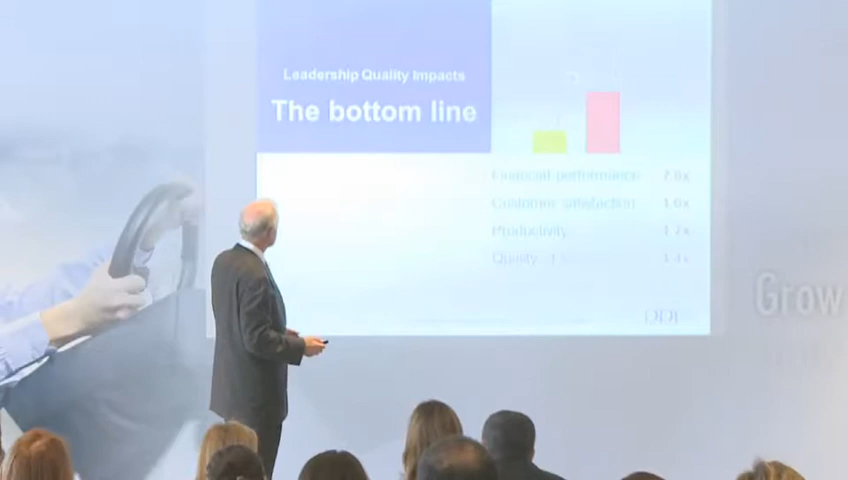 Leadership Quality Impacts
The bottom line
Financial performance
Customer satisfaction
Productivity
Quality
DDI
Grow